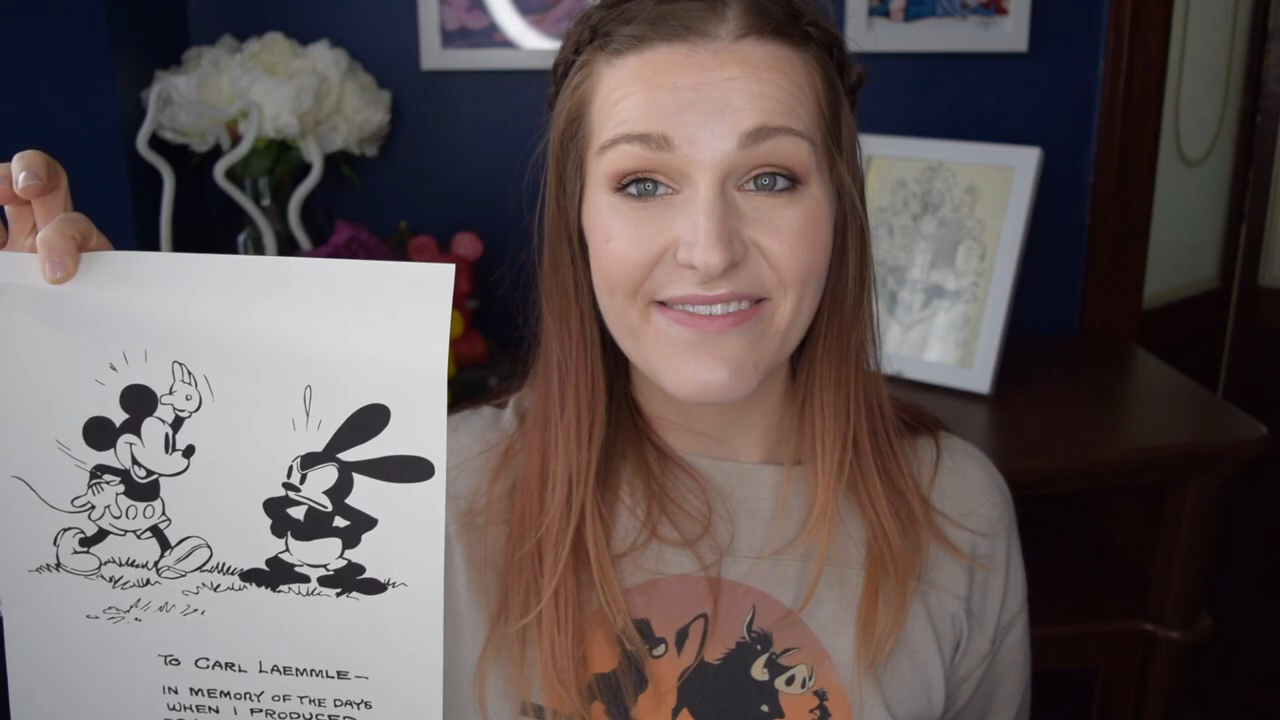 TO CARL LAEMMLE—
IN MEMORY OF THE DAYS
WHEN I PRODUCED